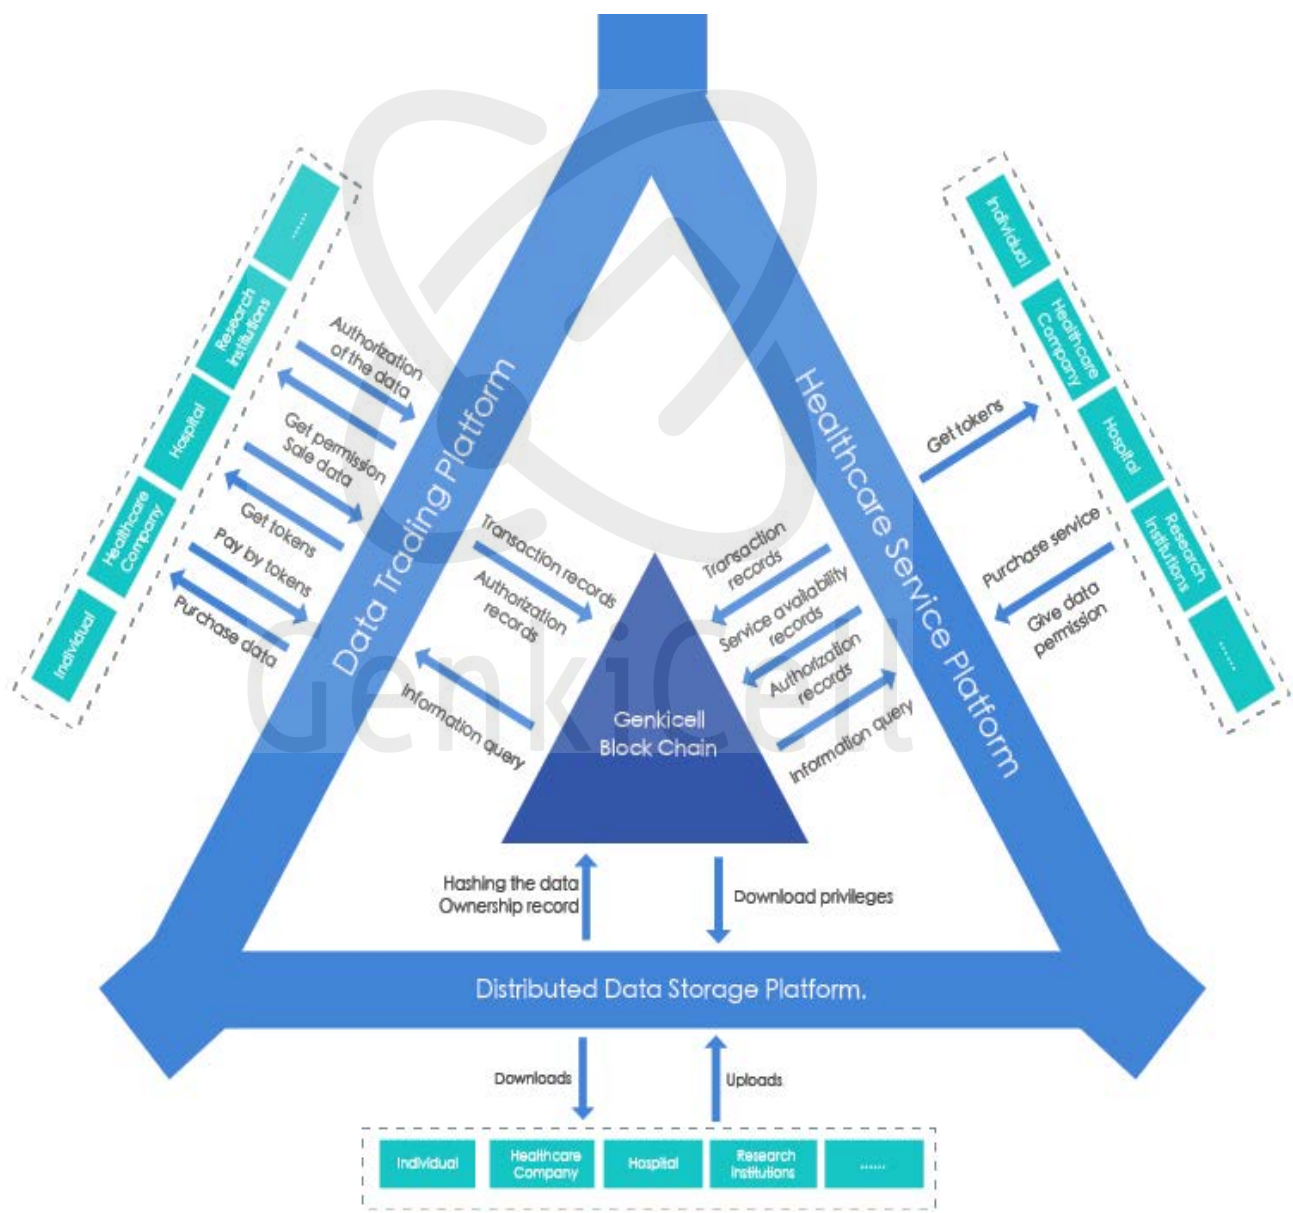 ......
Research
Institutions
Hospital
Healthcare
Company
Individual
Authorization
of the data
Get permission
Sale data
Get tokens
Pay by tokens
Purchase data
Data Trading Platform
Transaction records
Authorization
records
Information query
Genkicell
Block Chain
Transaction
records
Service availability
records
Authorization
records
Information query
Healthcare Service Platform
Get tokens
Purchase service
Give data
permission
Individual
Healthcare
Company
Hospital
Research
Institutions
......
GenkiCell
Hashing the data
Ownership record
Download privileges
Distributed Data Storage Platform.
Downloads
Uploads
Individual
Healthcare
Company
Hospital
Research
Institutions
......